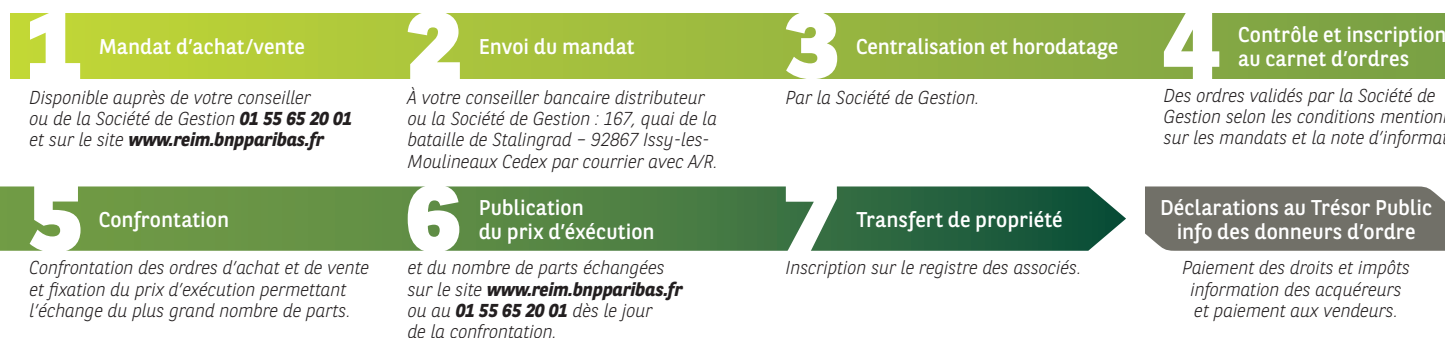 1 Mandat d'achat/vente
Disponible auprès de votre conseiller
ou de la Société de Gestion 01 55 65 20 01
et sur le site www.reim.bnpparibas.fr
2 Envoi du mandat
À votre conseiller bancaire distributeur
ou la Société de Gestion : 167, quai de la
bataille de Stalingrad – 92867 Issy-les-
Moulineaux Cedex par courrier avec A/R.
3 Centralisation et horodatage
Par la Société de Gestion.
4 Contrôle et inscription
au carnet d'ordres
Des ordres validés par la Société de
Gestion selon les conditions
sur les mandats et la note
5 Confrontation
Confrontation des ordres d'achat et de vente
et fixation du prix d'exécution permettant
l'échange du plus grand nombre de parts.
6 Publication
du prix d'éxécution
et du nombre de parts échangées
sur le site www.reim.bnpparibas.fr
ou au 01 55 65 20 01 dès le jour
de la confrontation.
7 Transfert de propriété
Inscription sur le registre des associés.
Déclarations au Trésor Public
info des donneurs d'ordre
Paiement des droits et impôts
information des acquéreurs
et paiement aux vendeurs.